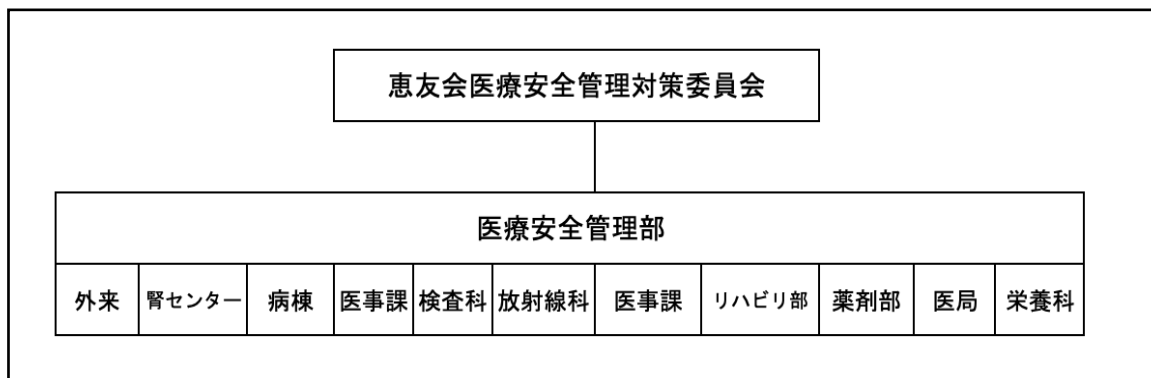 恵友会医療安全管理対策委員会
医療安全管理部
外来 腎センター 病棟 医事課 検査科 放射線科 医事課 リハビリ部 薬剤部 医局 栄養科